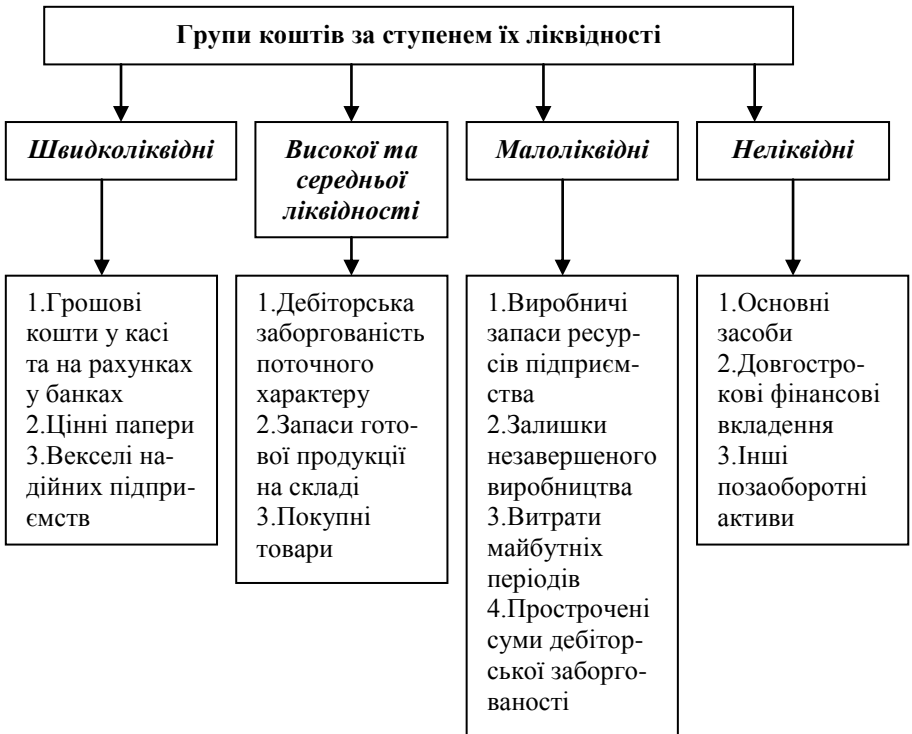 Групи коштів за ступенем їх ліквідності
Швидколіквідні
Високої та
середньої
ліквідності
Малоліквідні
Неліквідні
1.Грошові
кошти у касі
та на рахунках
у банках
2.Цінні папери
3.Векселі на-
дійних підпри-
ємств
1.Дебіторська
заборгованість
поточного
характеру
2.Запаси гото-
вої продукції
на складі
3.Покупні
товари
1.Виробничі
запаси ресур-
сів підприєм-
ства
2.Залишки
незавершеного
виробництва
3.Витрати
майбутніх
періодів
4.Прострочені
суми дебітор-
ської заборго-
ваності
1.Основні
засоби
2.Довгостро-
кові фінансові
вкладення
3.Інші
позаоборотні
активи